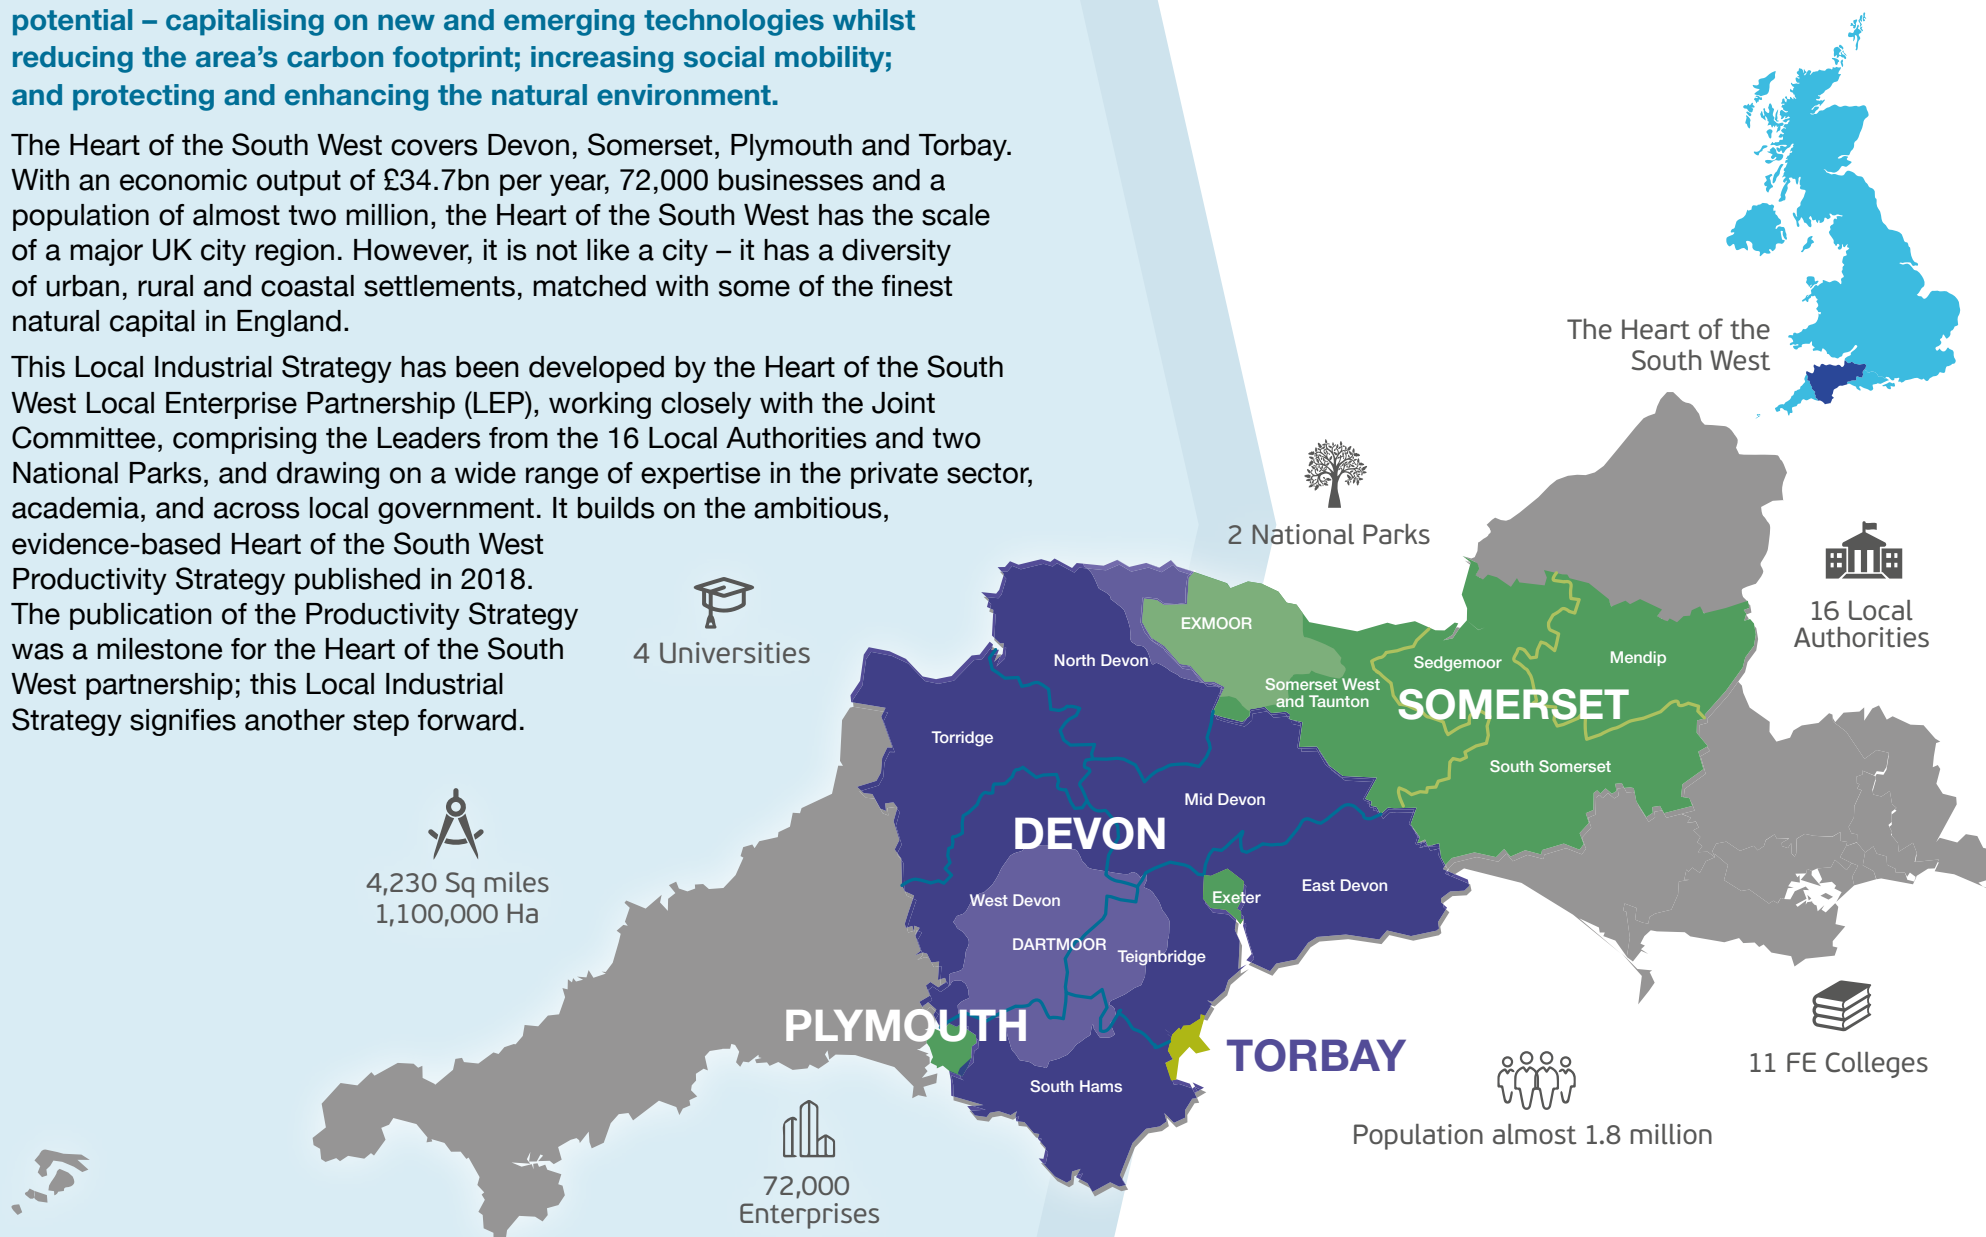 potential – capitalising on new and emerging technologies whilst
reducing the area’s carbon footprint; increasing social mobility;
and protecting and enhancing the natural environment.
The Heart of the South West covers Devon, Somerset, Plymouth and Torbay.
With an economic output of £34.7bn per year, 72,000 businesses and a
population of almost two million, the Heart of the South West has the scale
of a major UK city region. However, it is not like a city – it has a diversity
of urban, rural and coastal settlements, matched with some of the finest
natural capital in England.
This Local Industrial Strategy has been developed by the Heart of the South
West Local Enterprise Partnership (LEP), working closely with the Joint
Committee, comprising the Leaders from the 16 Local Authorities and two
National Parks, and drawing on a wide range of expertise in the private sector,
academia, and across local government. It builds on the ambitious,
evidence-based Heart of the South West
Productivity Strategy published in 2018.
The publication of the Productivity Strategy
was a milestone for the Heart of the South
West partnership; this Local Industrial
Strategy signifies another step forward.
The Heart of the
South West
2 National Parks
16 Local
Authorities
4 Universities
EXMOOR
North Devon
Sedgemoor
Mendip
Somerset West
and Taunton
SOMERSET
Torridge
South Somerset
Mid Devon
DEVON
4,230 Sq miles
1,100,000 Ha
West Devon
Exeter
East Devon
DARTMOOR
Teignbridge
PLYMOUTH
TORBAY
South Hams
11 FE Colleges
Population almost 1.8 million
72,000
Enterprises